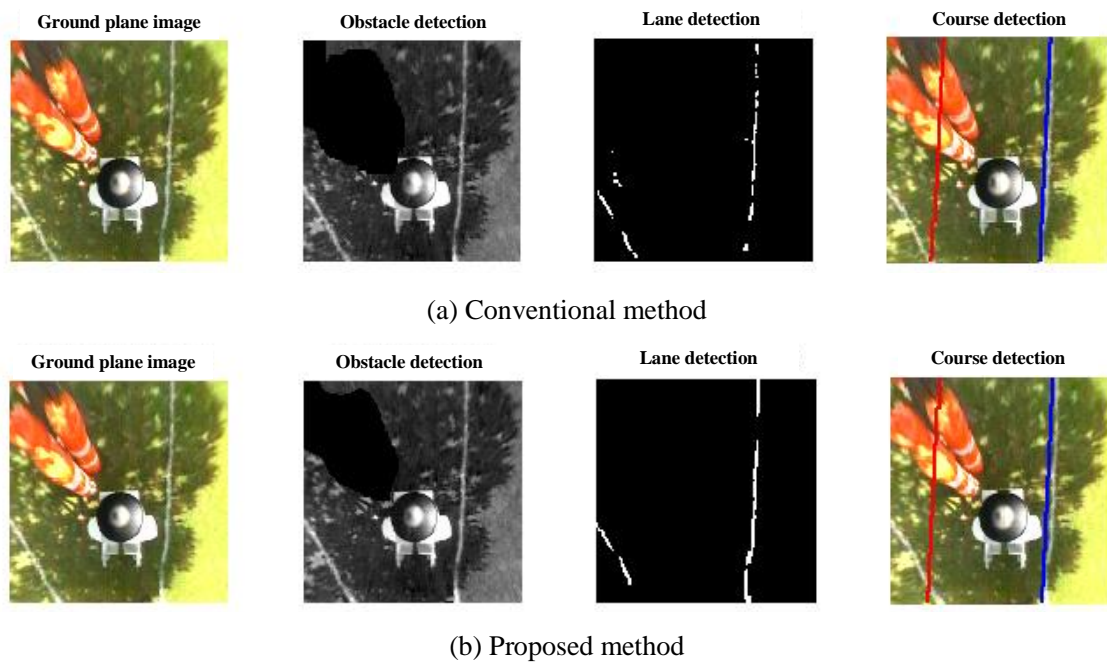 Ground plane image Obstacle detection Lane detection Course detection
(a) Conventional method
Ground plane image Obstacle detection Lane detection Course detection
(b) Proposed method